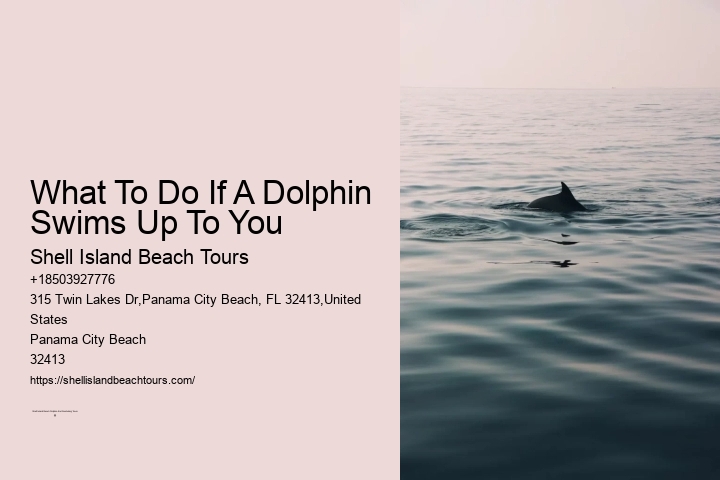 What To Do If A Dolphin
Swims Up To You
Shell Island Beach Tours
+18503927776
315 Twin Lakes Dr,Panama City Beach, FL 32413,United
States
Panama City Beach
32413
https://shellislandbeachtours.com/